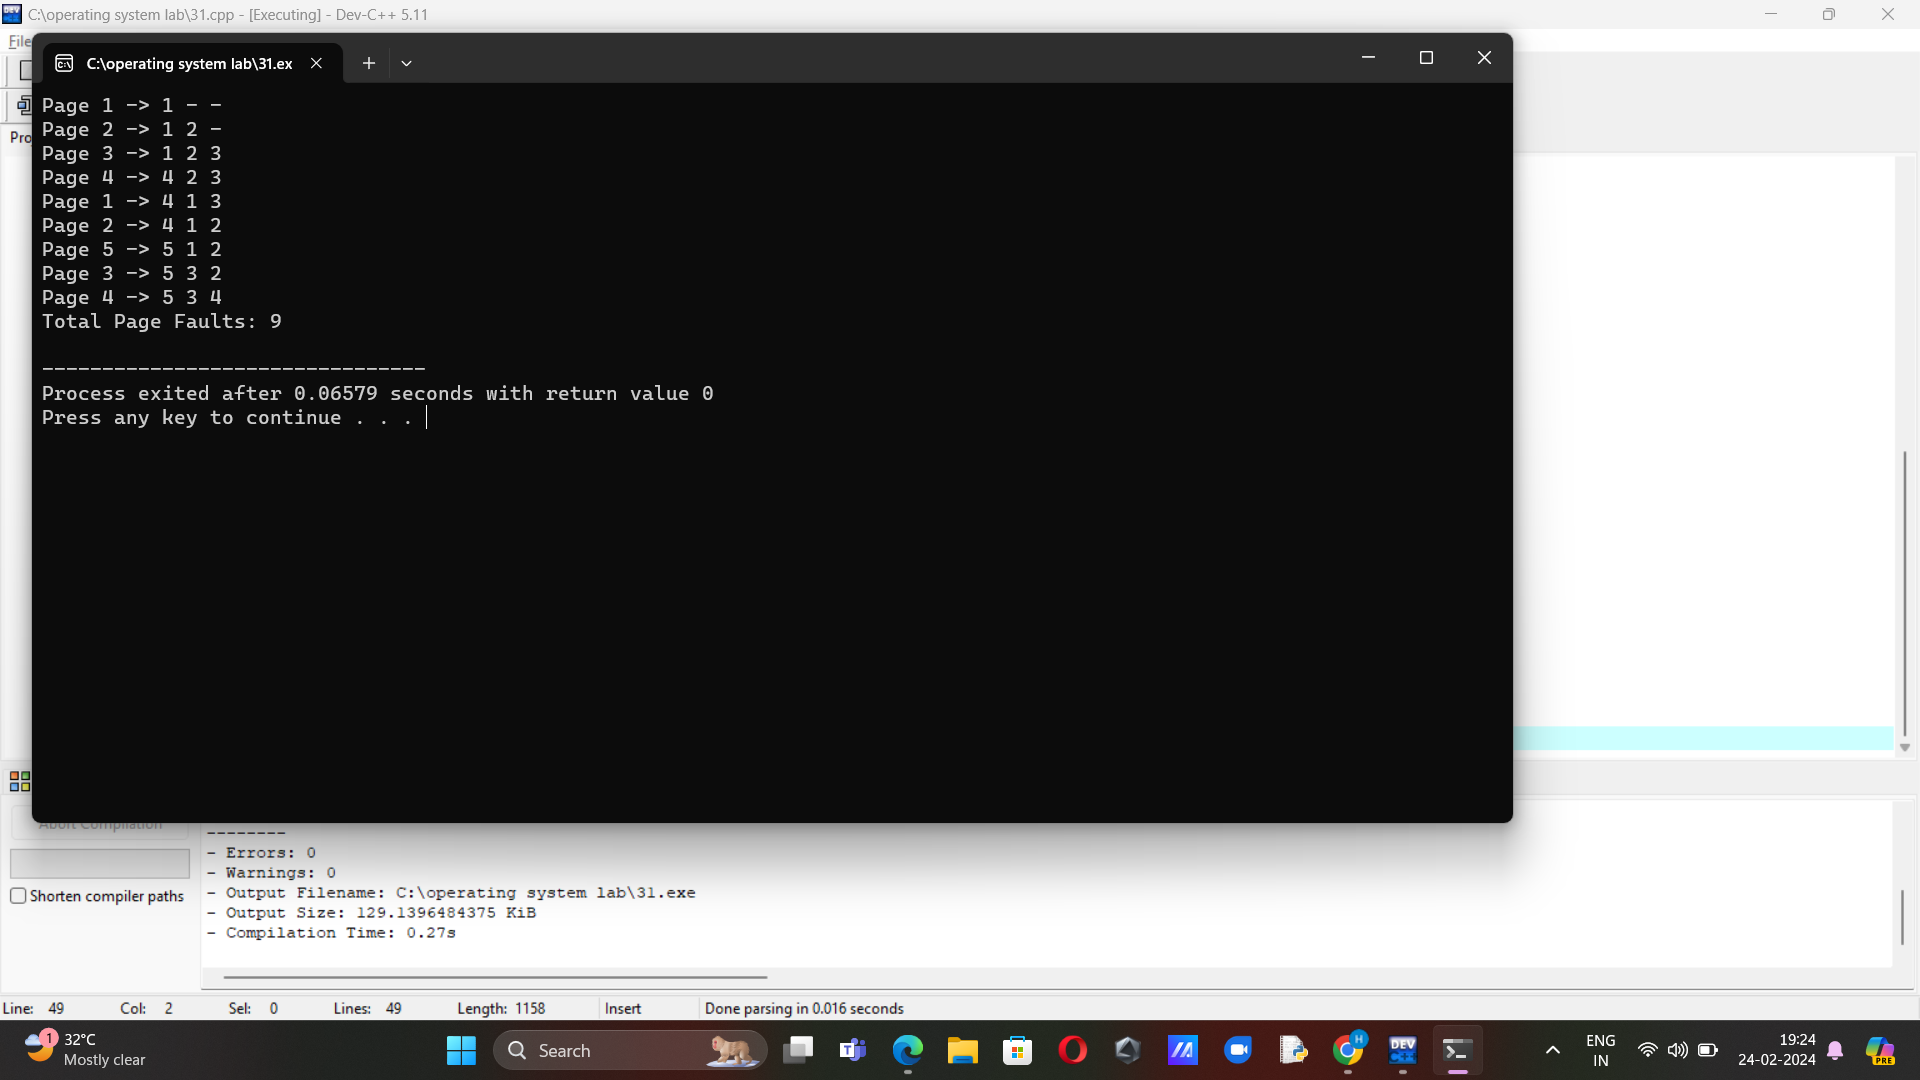 C:\operating system lab\31.cpp - [Executing] - Dev-C++ 5.11
File
C:\operating system lab\31.ex
Page 1 -> 1 - -
Page 2 -> 1 2 -
Page 3 -> 1 2 3
Page 4 -> 4 2 3
Page 1 -> 4 1 3
Page 2 -> 4 1 2
Page 5 -> 5 1 2
Page 3 -> 5 3 2
Page 4 -> 5 3 4
Total Page Faults: 9
--------------------------------
Process exited after 0.06579 seconds with return value 0
Press any key to continue . . .
Abort Compilation
Shorten compiler paths
--------
- Errors: 0
- Warnings: 0
- Output Filename: C:\operating system lab\31.exe
- Output Size: 129.1396484375 KiB
- Compilation Time: 0.27s
Line: 49 Col: 2 Sel: 0 Lines: 49 Length: 1158 Insert Done parsing in 0.016 seconds
1
32°C
Mostly clear
Search
H
DEV
C++
PRE
ENG
IN
19:24
24-02-2024